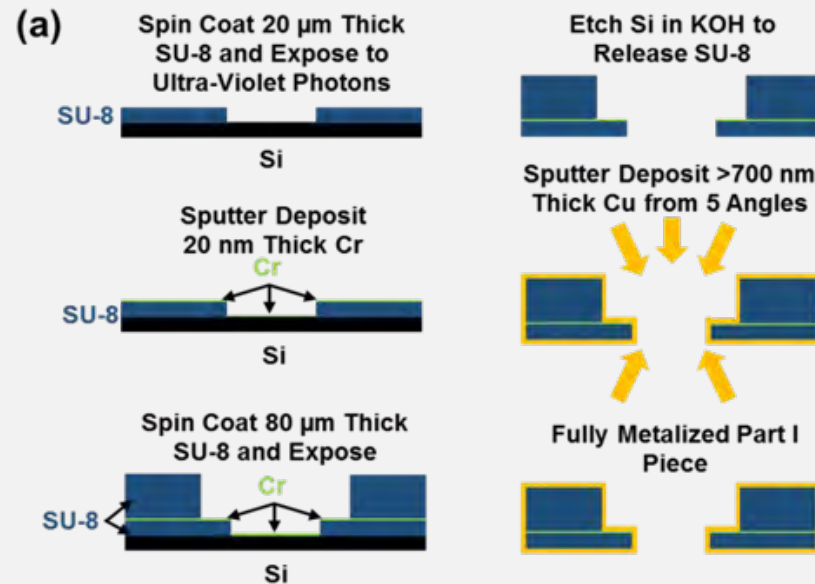 (a)
Spin Coat 20 µm Thick
SU-8 and Expose to
Ultra-Violet Photons
SU-8
Si
Sputter Deposit
20 nm Thick Cr
Cr
SU-8
Si
Spin Coat 80 µm Thick
SU-8 and Expose
Cr
SU-8
Si
Etch Si in KOH to
Release SU-8
Sputter Deposit >700 nm
Thick Cu from 5 Angles
Fully Metalized Part I
Piece